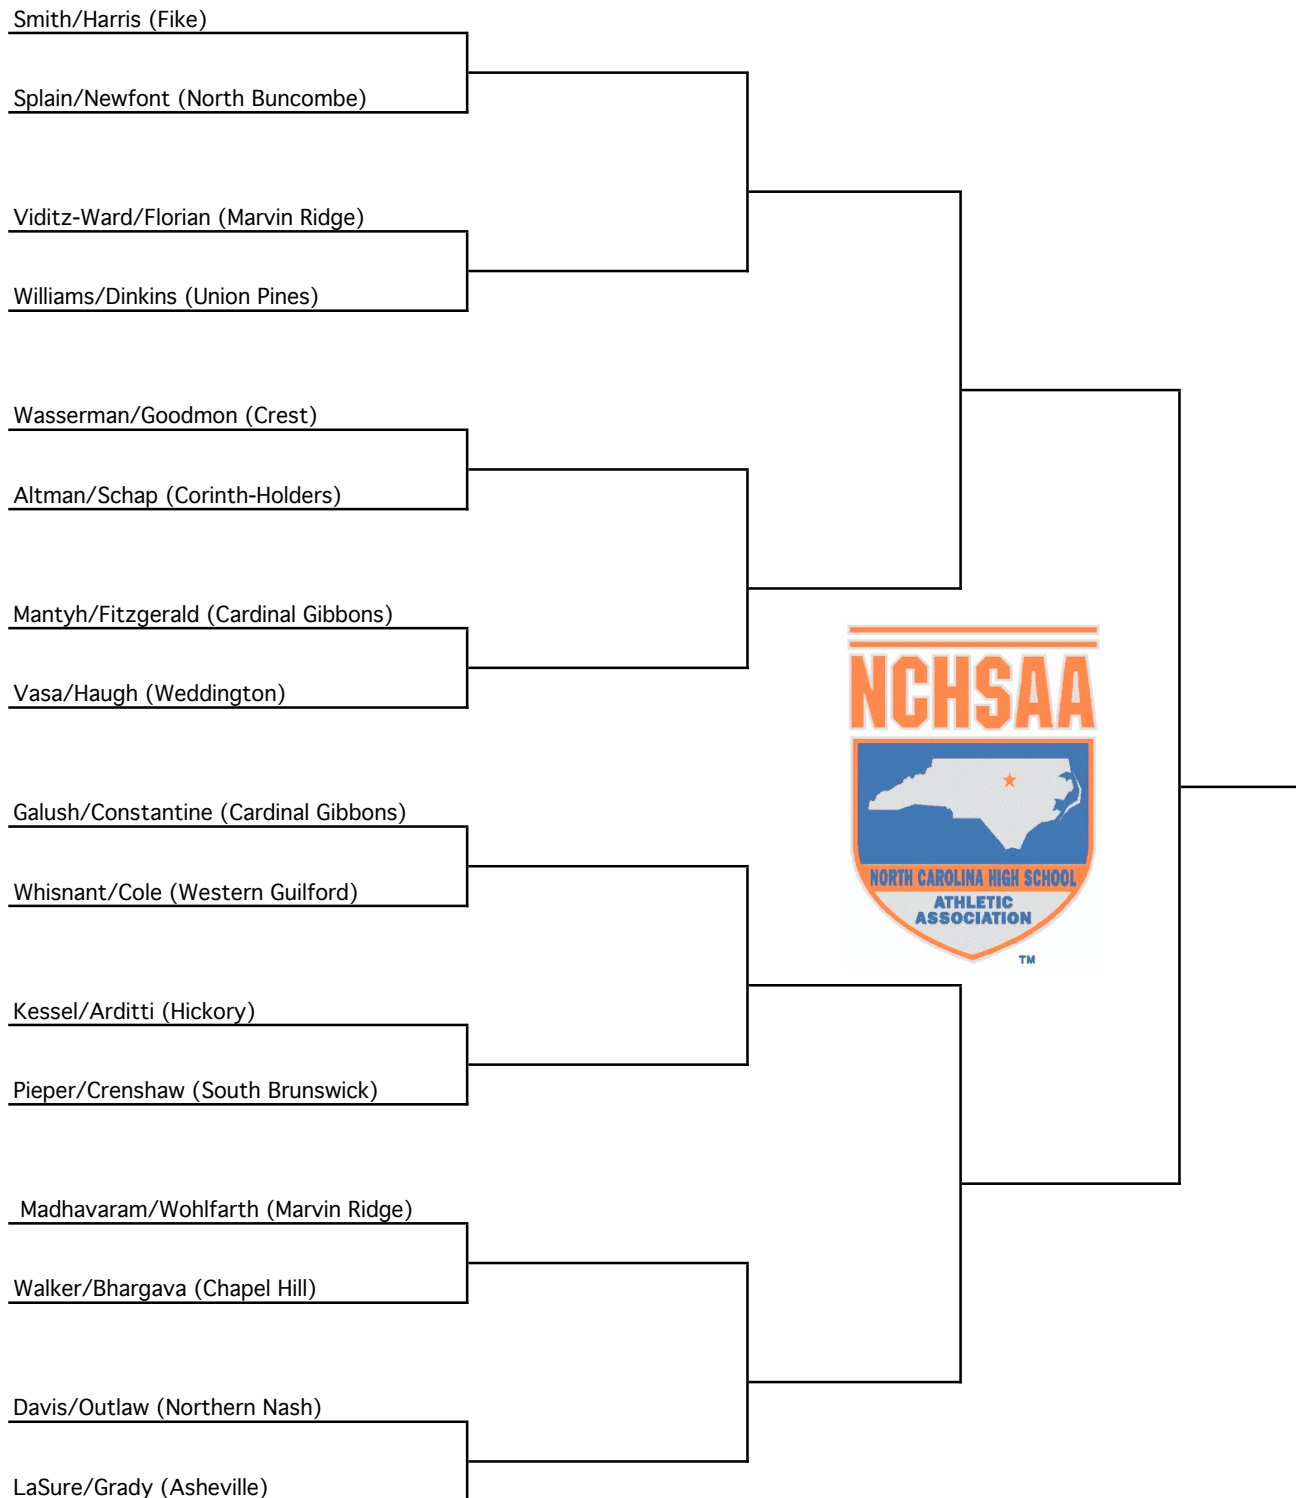 Smith/Harris (Fike)
Splain/Newfont (North Buncombe)
Viditz-Ward/Florian (Marvin Ridge)
Williams/Dinkins (Union Pines)
Wasserman/Goodmon (Crest)
Altman/Schap (Corinth-Holders)
Mantyh/Fitzgerald (Cardinal Gibbons)
Vasa/Haugh (Weddington)
NCHSAA
NORTH CAROLINA HIGH SCHOOL
ATHLETIC
ASSOCIATION
TM
Galush/Constantine (Cardinal Gibbons)
Whisnant/Cole (Western Guilford)
Kessel/Arditti (Hickory)
Pieper/Crenshaw (South Brunswick)
Madhavaram/Wohlfarth (Marvin Ridge)
Walker/Bhargava (Chapel Hill)
Davis/Outlaw (Northern Nash)
LaSure/Grady (Asheville)